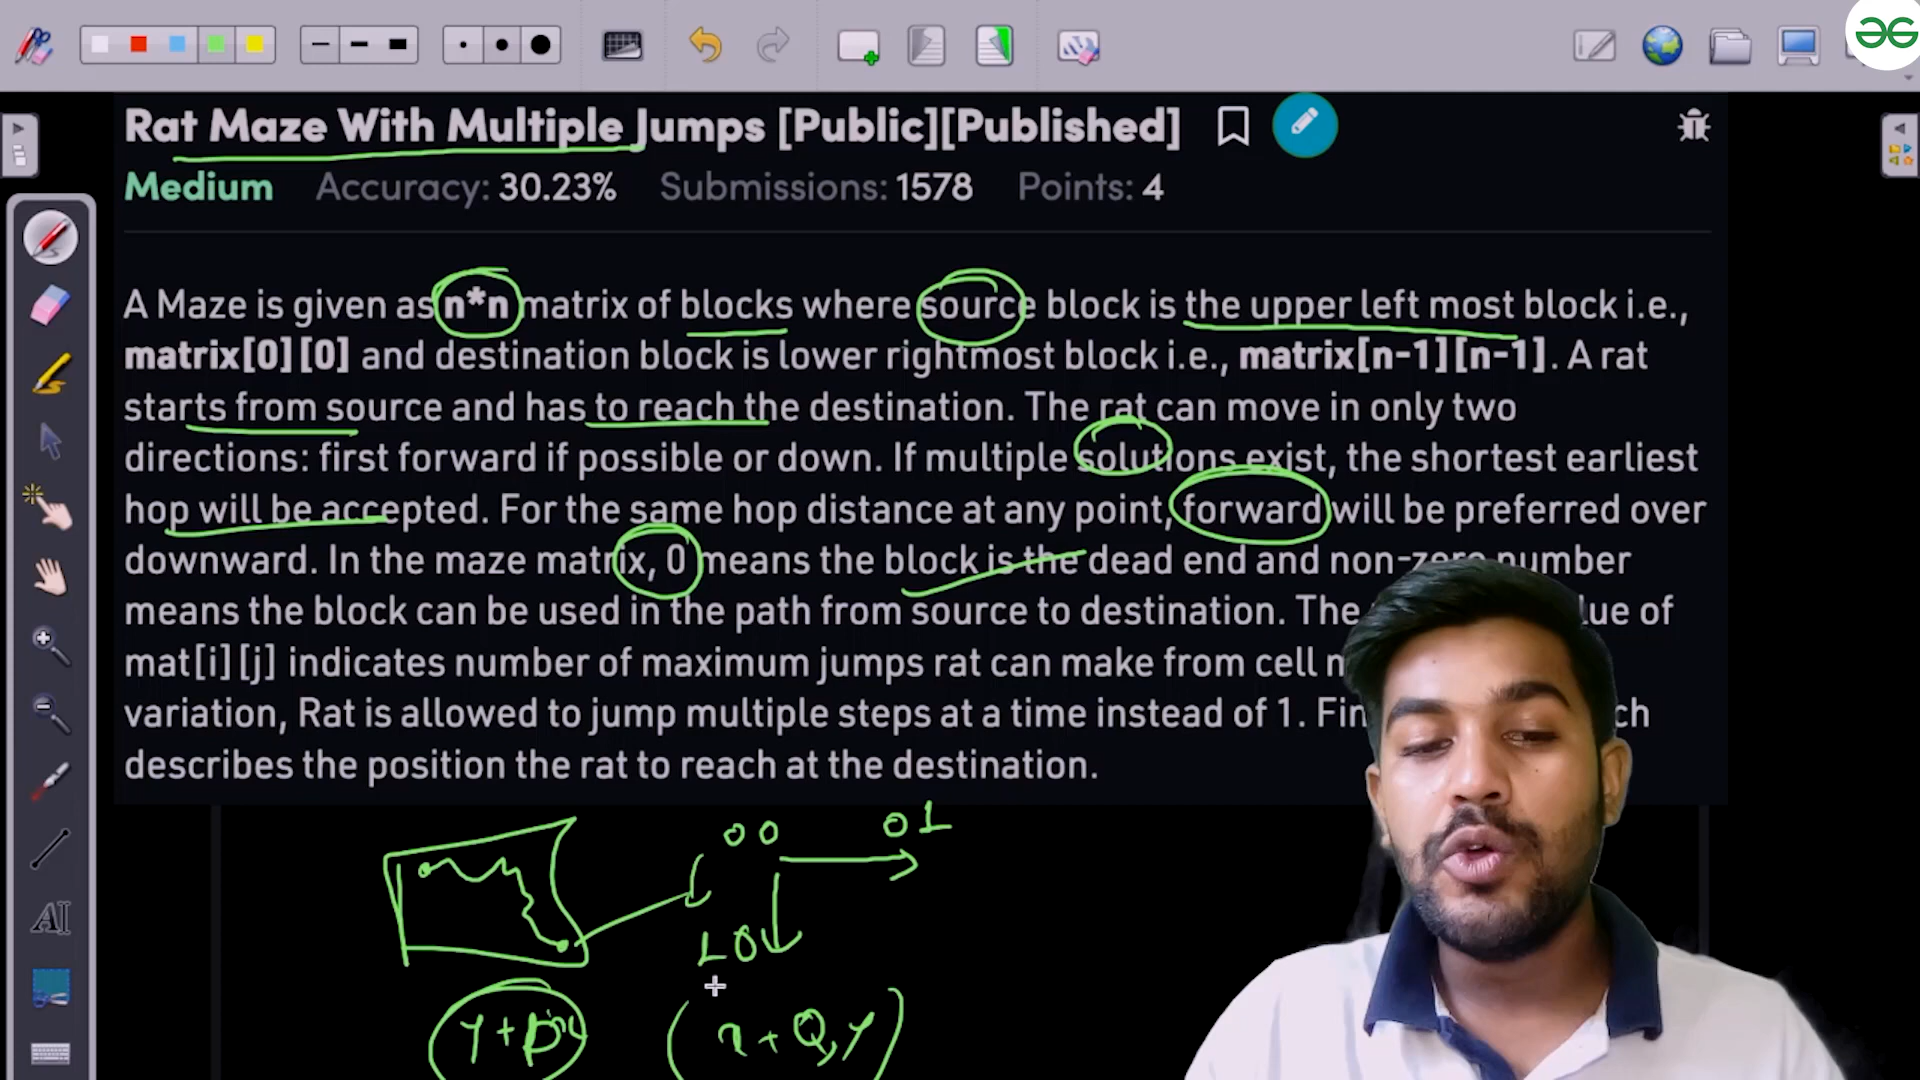 Rat Maze With Multiple Jumps [Public][Published]
Medium Accuracy: 30.23% Submissions: 1578 Points: 4
A Maze is given as n*n matrix of blocks where source block is the upper left most block i.e.,
matrix[0][0] and destination block is lower rightmost block i.e., matrix[n-1][n-1]. A rat
starts from source and has to reach the destination. The rat can move in only two
directions: first forward if possible or down. If multiple solutions exist, the shortest earliest
hop will be accepted. For the same hop distance at any point, forward will be preferred over
downward. In the maze matrix, 0 means the block is the dead end and non-zero number
means the block can be used in the path from source to destination. The
mat[i][j] indicates number of maximum jumps rat can make from cell
variation, Rat is allowed to jump multiple steps at a time instead of 1.
describes the position the rat to reach at the destination.
00 01
10